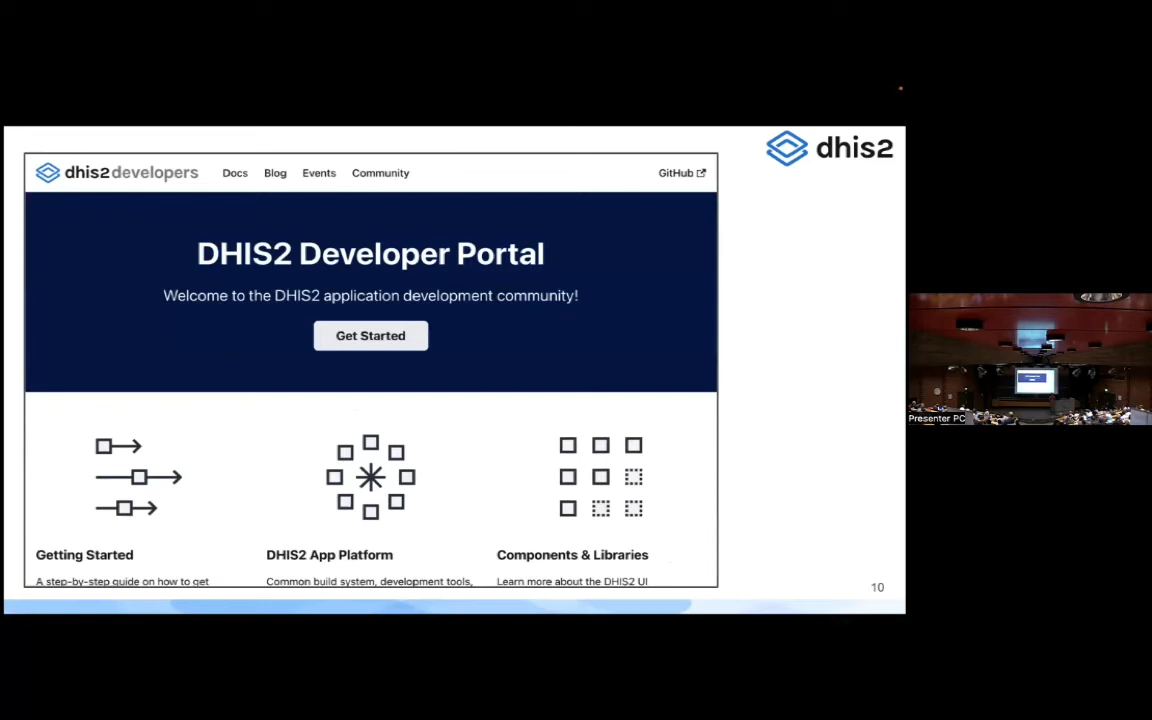 dhis2
dhis2developers Docs Blog Events Community GitHub
DHIS2 Developer Portal
Welcome to the DHIS2 application development community!
Get Started
Getting Started
A step-by-step guide on how to get
DHIS2 App Platform
Common build system, development tools,
Components & Libraries
Learn more about the DHIS2 UI
10
Presenter PC